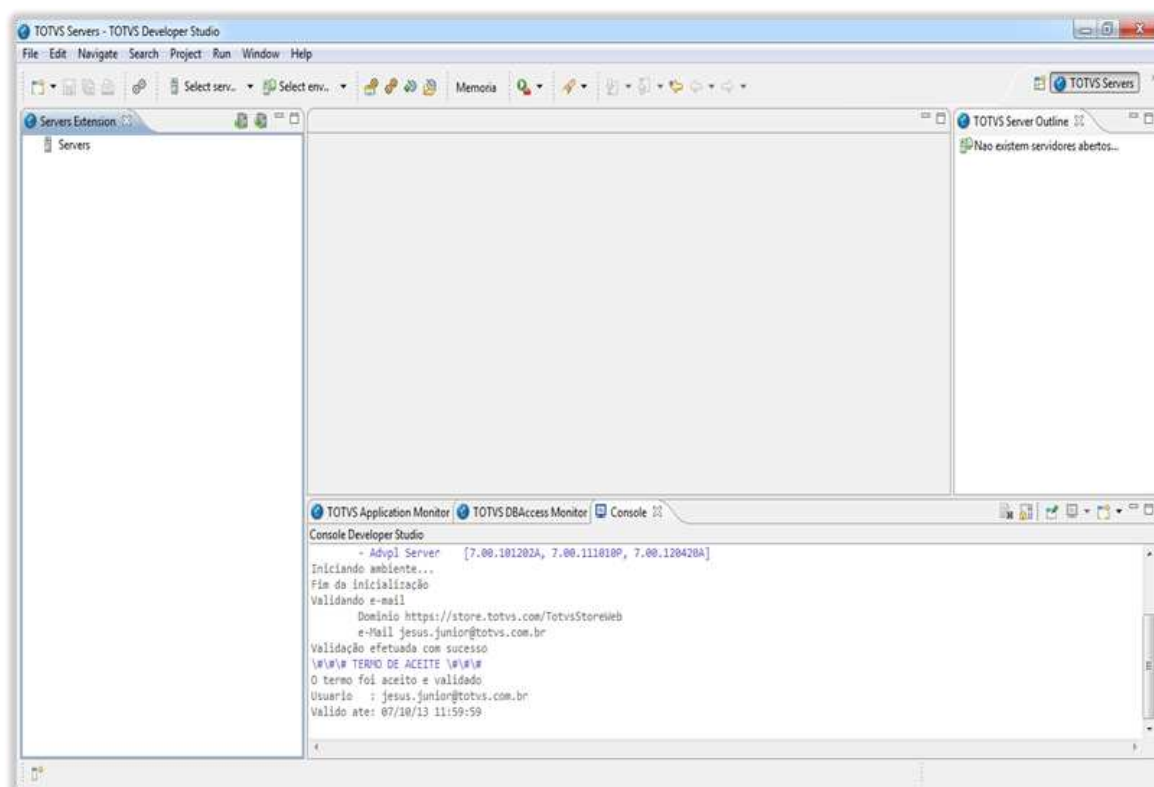 TOTVS Servers - TOTVS Developer Studio
File Edit Navigate Search Project Run Window Help
Select serv.. Select env.. Memoria TOTVS Servers
Servers Extension
TOTVS Server Outline
Servers
Nao existem servidores abertos...
TOTVS Application Monitor TOTVS DBAccess Monitor Console
Console Developer Studio
- Advpl Server [7.00.101202A, 7.00.111010P, 7.00.120420A]
Iniciando ambiente...
Fim da inicialização
Validando e-mail
Dominio https://store.totvs.com/TotvsStoreWeb
e-Mail jesus.junior@totvs.com.br
Validação efetuada com sucesso
\#\#\# TERMO DE ACEITE \#\#\#
O termo foi aceito e validado
Usuario : jesus.junior@totvs.com.br
Valido ate: 07/10/13 11:59:59